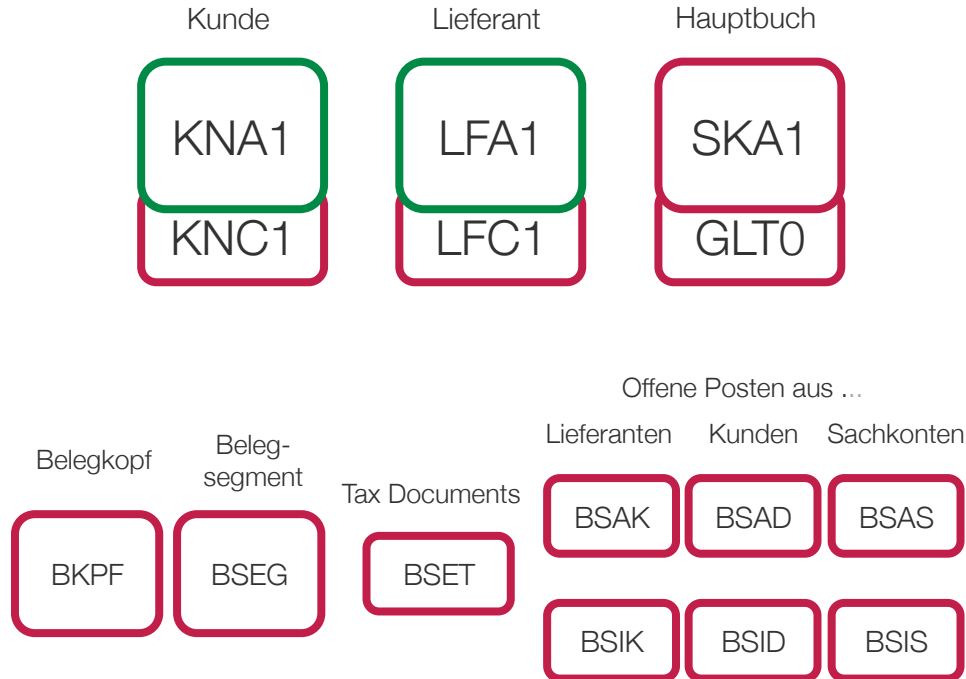 Kunde
Lieferant
Hauptbuch
KNA1
LFA1
SKA1
KNC1
LFC1
GLT0
Offene Posten aus ...
Lieferanten
Kunden
Sachkonten
Belegkopf
Beleg-
segment
Tax Documents
BSAK
BSAD
BSAS
BKPF
BSEG
BSET
BSIK
BSID
BSIS